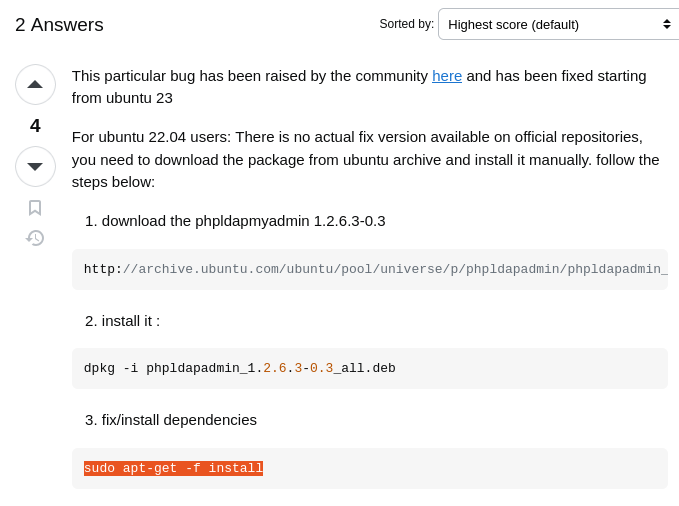 2 Answers
Sorted by:
Highest score (default)
This particular bug has been raised by the community here and has been fixed starting
from ubuntu 23
4
For ubuntu 22.04 users: There is no actual fix version available on official repositories,
you need to download the package from ubuntu archive and install it manually. follow the
steps below:
1. download the phpldapmyadmin 1.2.6.3-0.3
http://archive.ubuntu.com/ubuntu/pool/universe/p/phpldapadmin/phpldapadmin_
2. install it :
dpkg -i phpldapadmin_1.2.6.3-0.3_all.deb
3. fix/install dependencies
sudo apt-get -f install